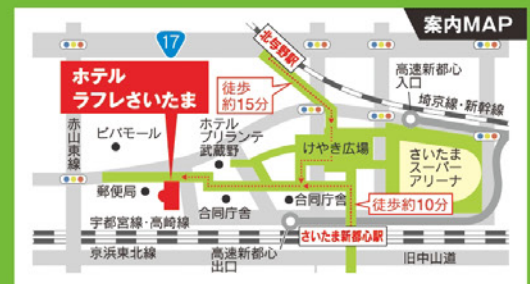 案内MAP
17
北与野駅
ホテル
ラフレさいたま
徒歩
約15分
高速新都心
入口
埼京線・新幹線
赤山東線
ビバモール
ホテル
ブリランテ
武蔵野
けやき広場
さいたま
スーパー
アリーナ
郵便局
合同庁舎
合同庁舎
徒歩約10分
宇都宮線・高崎線
さいたま新都心駅
京浜東北線
高速新都心
出口
旧中山道